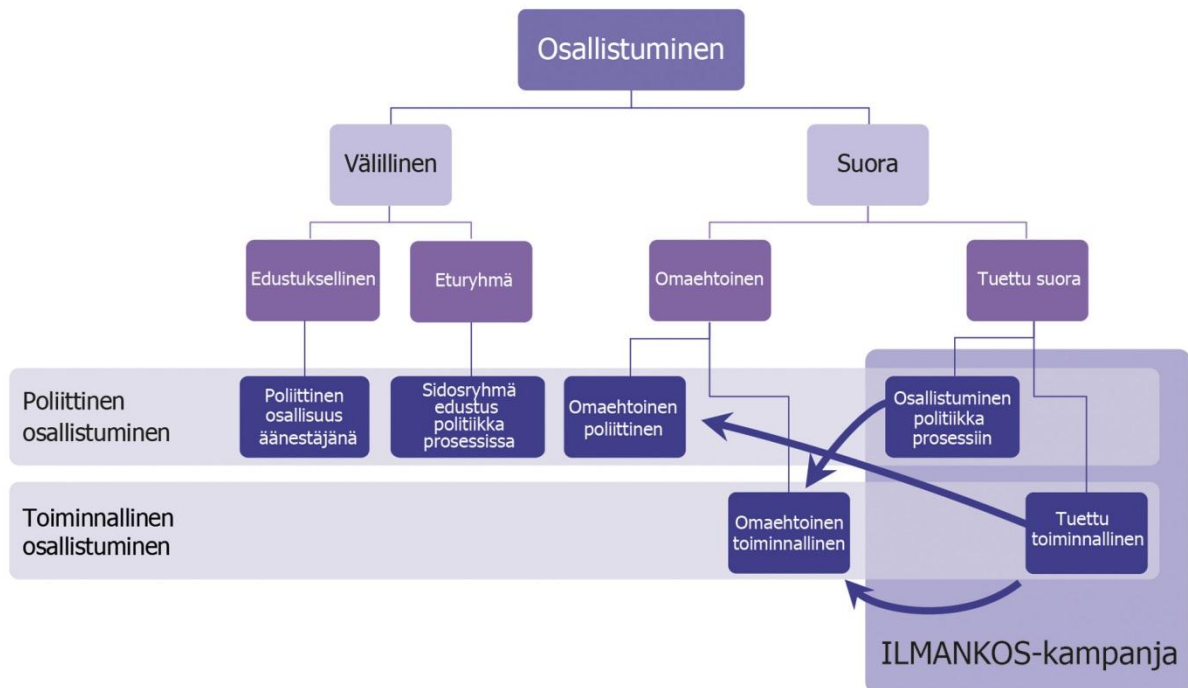 Osallistuminen
Välillinen
Suora
Edustuksellinen
Eturyhmä
Omaehtoinen
Tuettu suora
Poliittinen
osallistuminen
Poliittinen
osallisuus
äänestäjänä
Sidosryhmä
edustus
politiikka
prosessissa
Omaehtoinen
poliittinen
Osallistuminen
politiikka
prosessiin
Toiminnallinen
osallistuminen
Omaehtoinen
toiminnallinen
Tuettu
toiminnallinen
ILMANKOS-kampanja